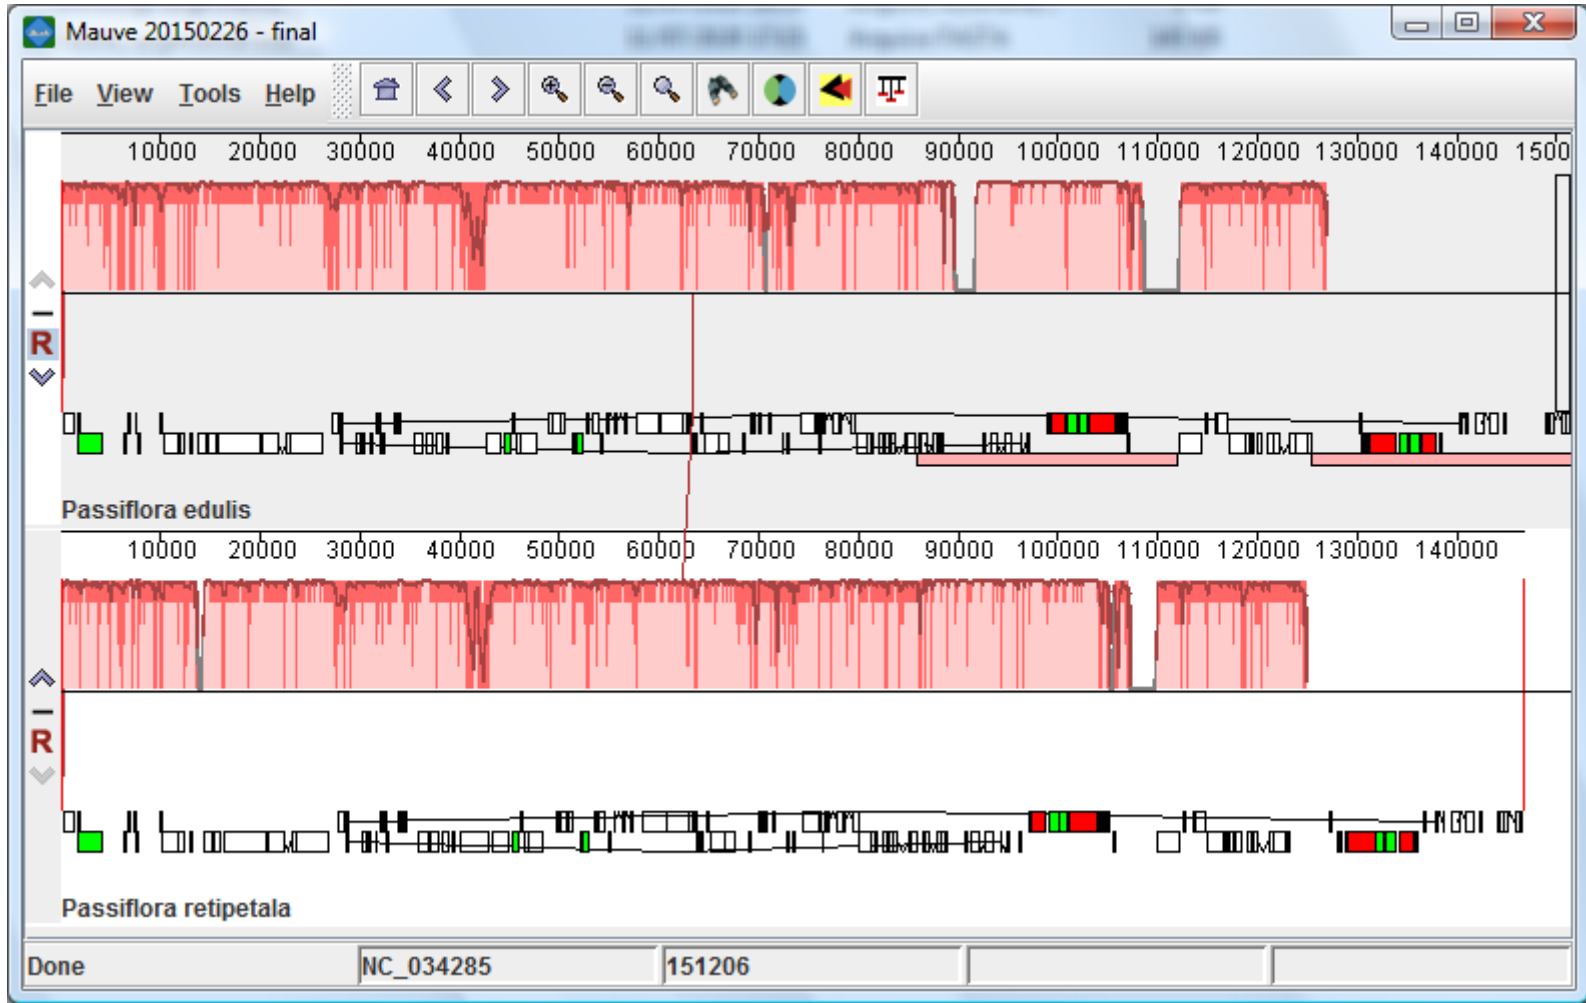 Mauve 20150226 - final
File View Tools Help
10000 20000 30000 40000 50000 60000 70000 80000 90000 100000 110000 120000 130000 140000 1500
R
Passiflora edulis
10000 20000 30000 40000 50000 60000 70000 80000 90000 100000 110000 120000 130000 140000
R
Passiflora retipetala
Done NC_034285 151206